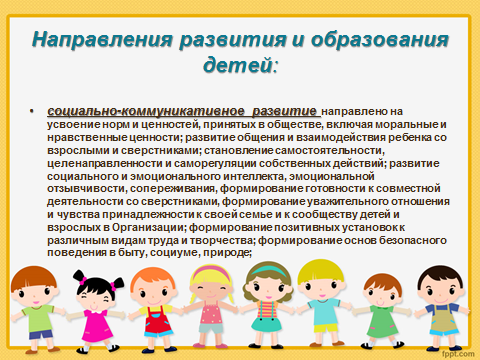 Направления развития и образования
детей:
• социально-коммуникативное развитие направлено на
усвоение норм и ценностей, принятых в обществе, включая моральные и
нравственные ценности; развитие общения и взаимодействия ребенка со
взрослыми и сверстниками; становление самостоятельности,
целенаправленности и саморегуляции собственных действий; развитие
социального и эмоционального интеллекта, эмоциональной
отзывчивости, сопереживания, формирование готовности к совместной
деятельности со сверстниками, формирование уважительного отношения
и чувства принадлежности к своей семье и к сообществу детей и
взрослых в Организации; формирование позитивных установок к
различным видам труда и творчества; формирование основ безопасного
поведения в быту, социуме, природе;
fppt.com